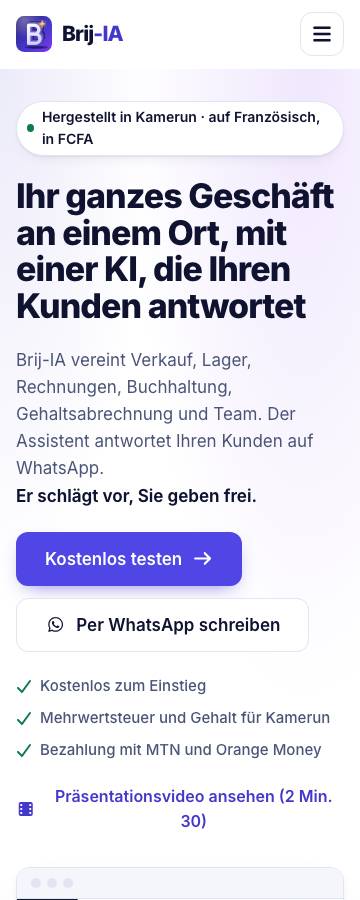 Brij-IA
Hergestellt in Kamerun · auf Französisch,
in FCFA
Ihr ganzes Geschäft
an einem Ort, mit
einer KI, die Ihren
Kunden antwortet
Brij-IA vereint Verkauf, Lager,
Rechnungen, Buchhaltung,
Gehaltsabrechnung und Team. Der
Assistent antwortet Ihren Kunden auf
WhatsApp.
Er schlägt vor, Sie geben frei.
Kostenlos testen
Per WhatsApp schreiben
Kostenlos zum Einstieg
Mehrwertsteuer und Gehalt für Kamerun
Bezahlung mit MTN und Orange Money
Präsentationsvideo ansehen (2 Min.
30)